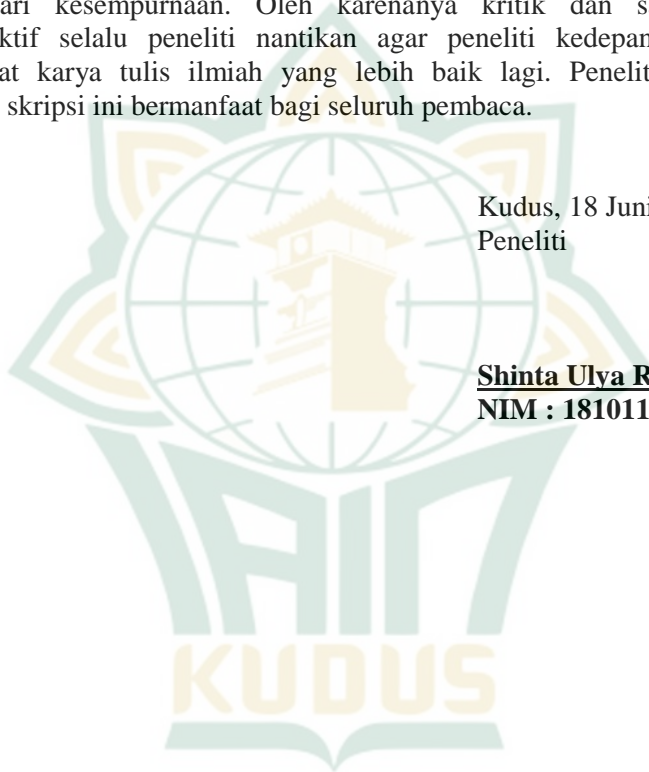 ari kesempurnaan. Oleh karenanya kritik dan s
ktif selalu peneliti nantikan agar peneliti kedepan
at karya tulis ilmiah yang lebih baik lagi. Penelit
skripsi ini bermanfaat bagi seluruh pembaca.
Kudus, 18 Juni
Peneliti
Shinta Ulya R
NIM : 181011
IAIN
KUDUS